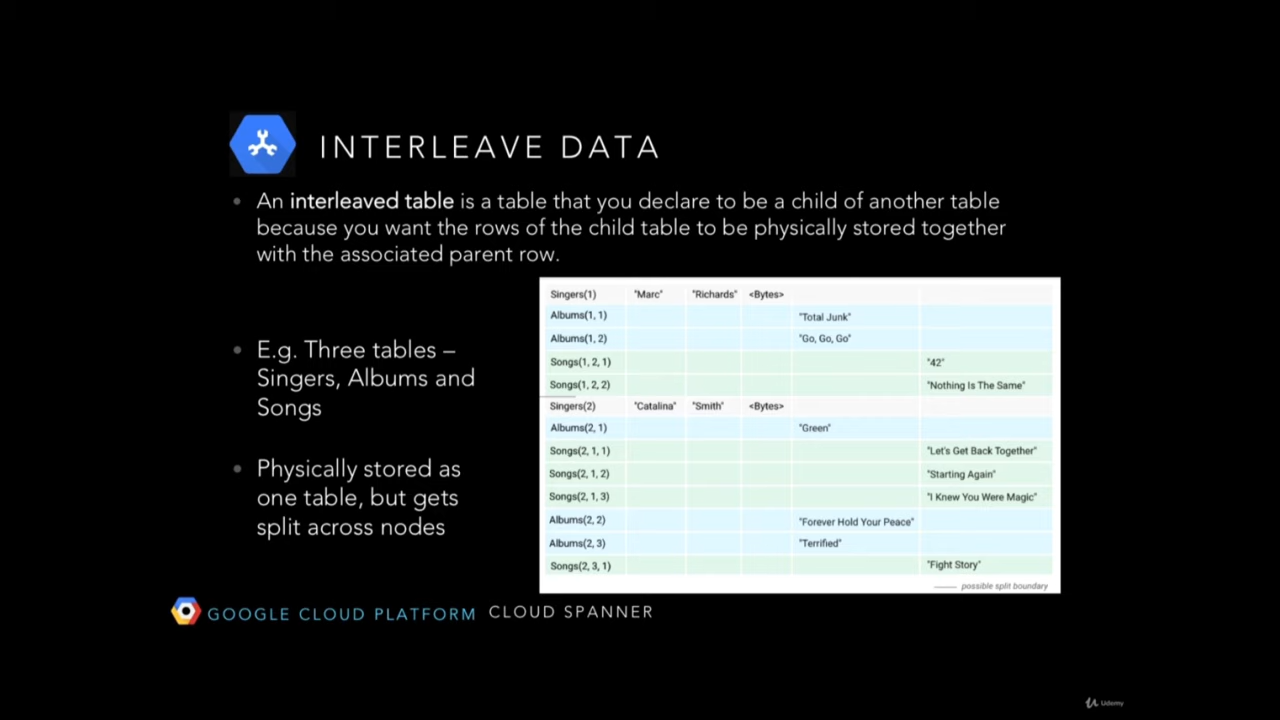 INTERLEAVE DATA
• An interleaved table is a table that you declare to be a child of another table
because you want the rows of the child table to be physically stored together
with the associated parent row.
• E.g. Three tables –
Singers, Albums and
Songs
• Physically stored as
one table, but gets
split across nodes
Singers(1) "Marc" "Richards" <Bytes>
Albums(1, 1) "Total Junk"
Albums(1, 2) "Go, Go, Go"
Songs(1, 2, 1) "42"
Songs(1, 2, 2) "Nothing Is The Same"
Singers(2) "Catalina" "Smith" <Bytes>
Albums(2, 1) "Green"
Songs(2, 1, 1) "Let's Get Back Together"
Songs(2, 1, 2) "Starting Again"
Songs(2, 1, 3) "I Knew You Were Magic"
Albums(2, 2) "Forever Hold Your Peace"
Albums(2, 3) "Terrified"
Songs(2, 3, 1) "Fight Story"
possible split boundary
GOOGLE CLOUD PLATFORM CLOUD SPANNER
Udemy